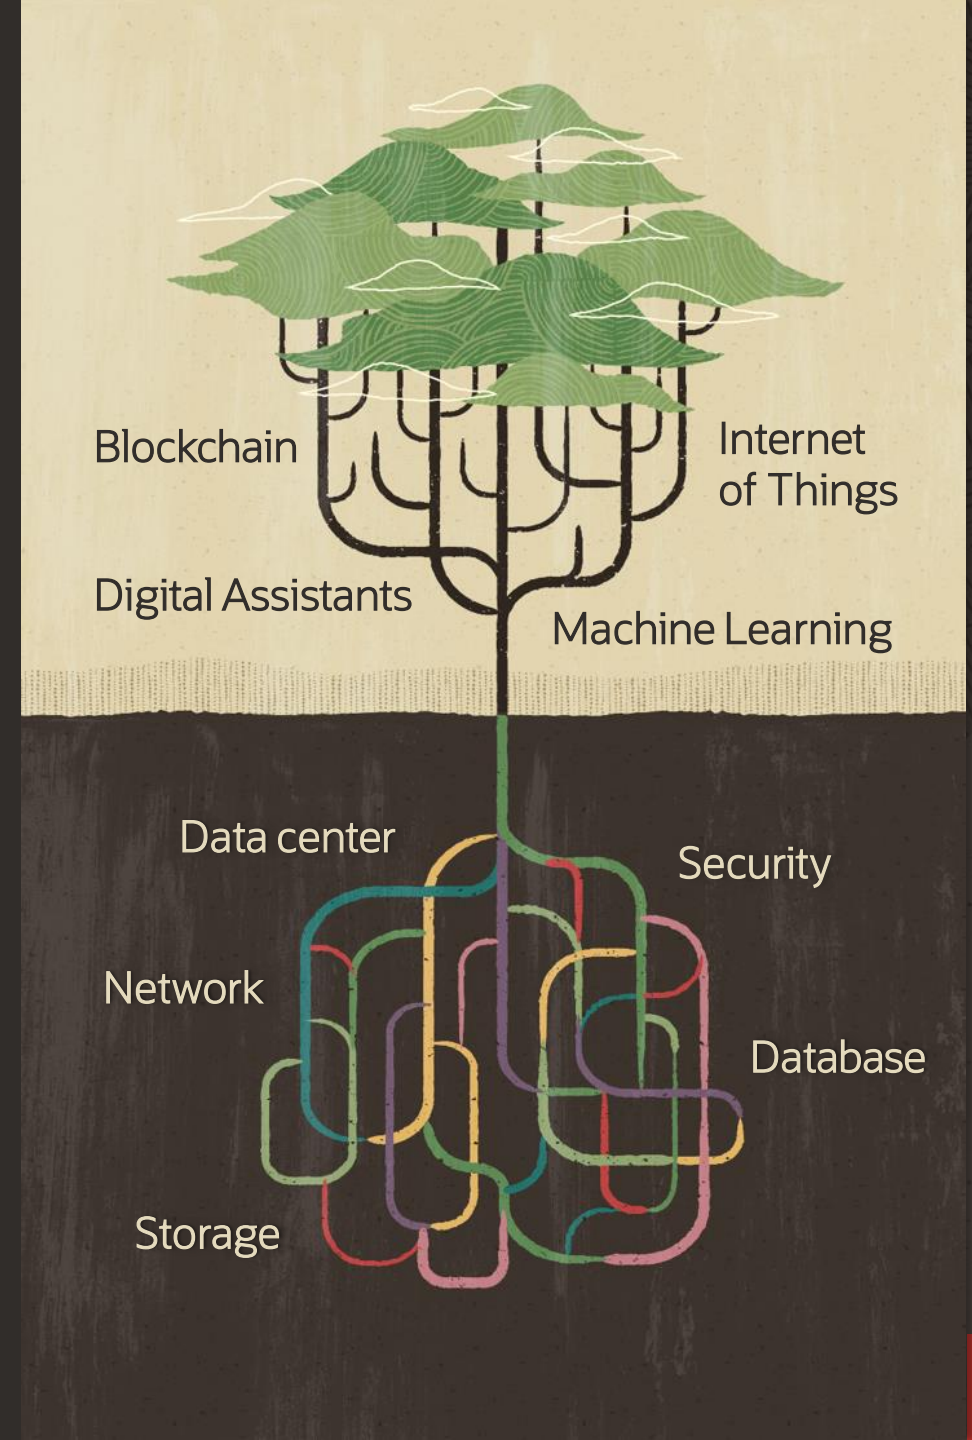 Blockchain
Internet
of Things
Digital Assistants
Machine Learning
Data center
Security
Network
Database
Storage